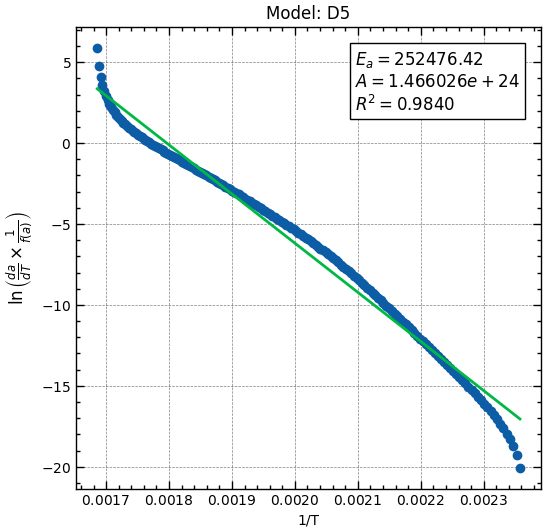 Model: D5
E_a = 252476.42
A = 1.466026e + 24
R^2 = 0.9840
5
0
−5
−10
−15
−20
ln(da/dT × 1/f(a))
0.0017 0.0018 0.0019 0.0020 0.0021 0.0022 0.0023
1/T